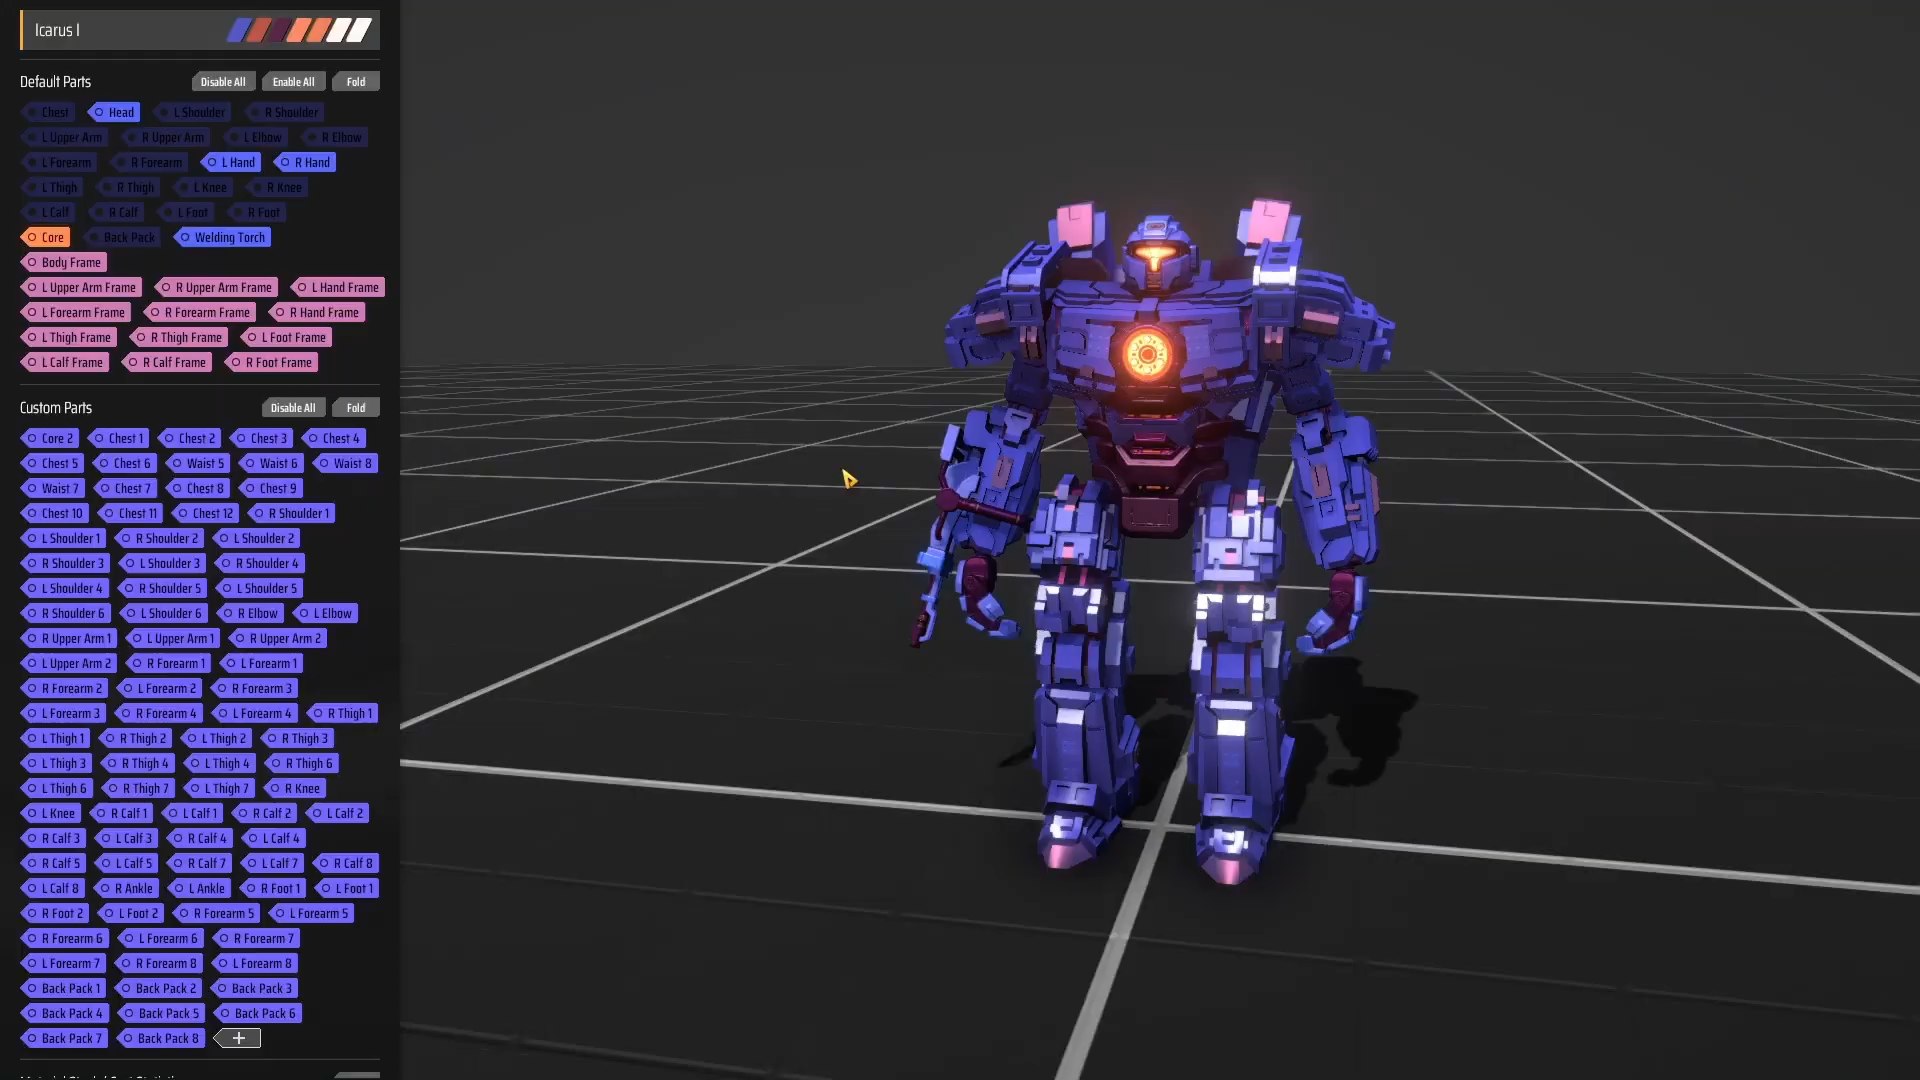 Icarus I
Default Parts Disable All Enable All Fold
Chest Head L Shoulder R Shoulder
L Upper Arm R Upper Arm L Elbow R Elbow
L Forearm R Forearm L Hand R Hand
L Thigh R Thigh L Knee R Knee
L Calf R Calf L Foot R Foot
Core Back Pack Welding Torch
Body Frame
L Upper Arm Frame R Upper Arm Frame L Hand Frame
L Forearm Frame R Forearm Frame R Hand Frame
L Thigh Frame R Thigh Frame L Foot Frame
L Calf Frame R Calf Frame R Foot Frame
Custom Parts Disable All Fold
Core 2 Chest 1 Chest 2 Chest 3 Chest 4
Chest 5 Chest 6 Waist 5 Waist 6 Waist 8
Waist 7 Chest 7 Chest 8 Chest 9
Chest 10 Chest 11 Chest 12 R Shoulder 1
L Shoulder 1 R Shoulder 2 L Shoulder 2
R Shoulder 3 L Shoulder 3 R Shoulder 4
L Shoulder 4 R Shoulder 5 L Shoulder 5
R Shoulder 6 L Shoulder 6 R Elbow L Elbow
R Upper Arm 1 L Upper Arm 1 R Upper Arm 2
L Upper Arm 2 R Forearm 1 L Forearm 1
R Forearm 2 L Forearm 2 R Forearm 3
L Forearm 3 R Forearm 4 L Forearm 4 R Thigh 1
L Thigh 1 R Thigh 2 L Thigh 2 R Thigh 3
L Thigh 3 R Thigh 4 L Thigh 4 R Thigh 6
L Thigh 6 R Thigh 7 L Thigh 7 R Knee
L Knee R Calf 1 L Calf 1 R Calf 2 L Calf 2
R Calf 3 L Calf 3 R Calf 4 L Calf 4
R Calf 5 L Calf 5 R Calf 7 L Calf 7 R Calf 8
L Calf 8 R Ankle L Ankle R Foot 1 L Foot 1
R Foot 2 L Foot 2 R Forearm 5 L Forearm 5
R Forearm 6 L Forearm 6 R Forearm 7
L Forearm 7 R Forearm 8 L Forearm 8
Back Pack 1 Back Pack 2 Back Pack 3
Back Pack 4 Back Pack 5 Back Pack 6
Back Pack 7 Back Pack 8 +